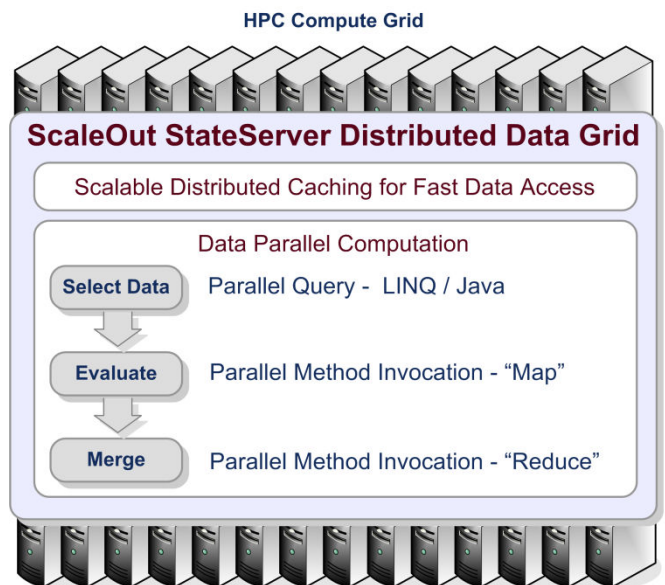 HPC Compute Grid
ScaleOut StateServer Distributed Data Grid
Scalable Distributed Caching for Fast Data Access
Data Parallel Computation
Select Data Parallel Query - LINQ / Java
Evaluate Parallel Method Invocation - “Map”
Merge Parallel Method Invocation - “Reduce”